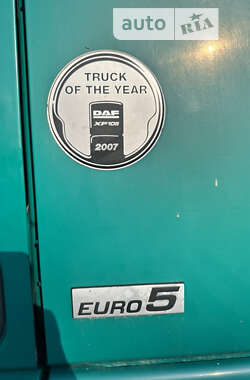 auto RIA
TRUCK
OF THE YEAR
DAF
XF105
2007
EURO 5